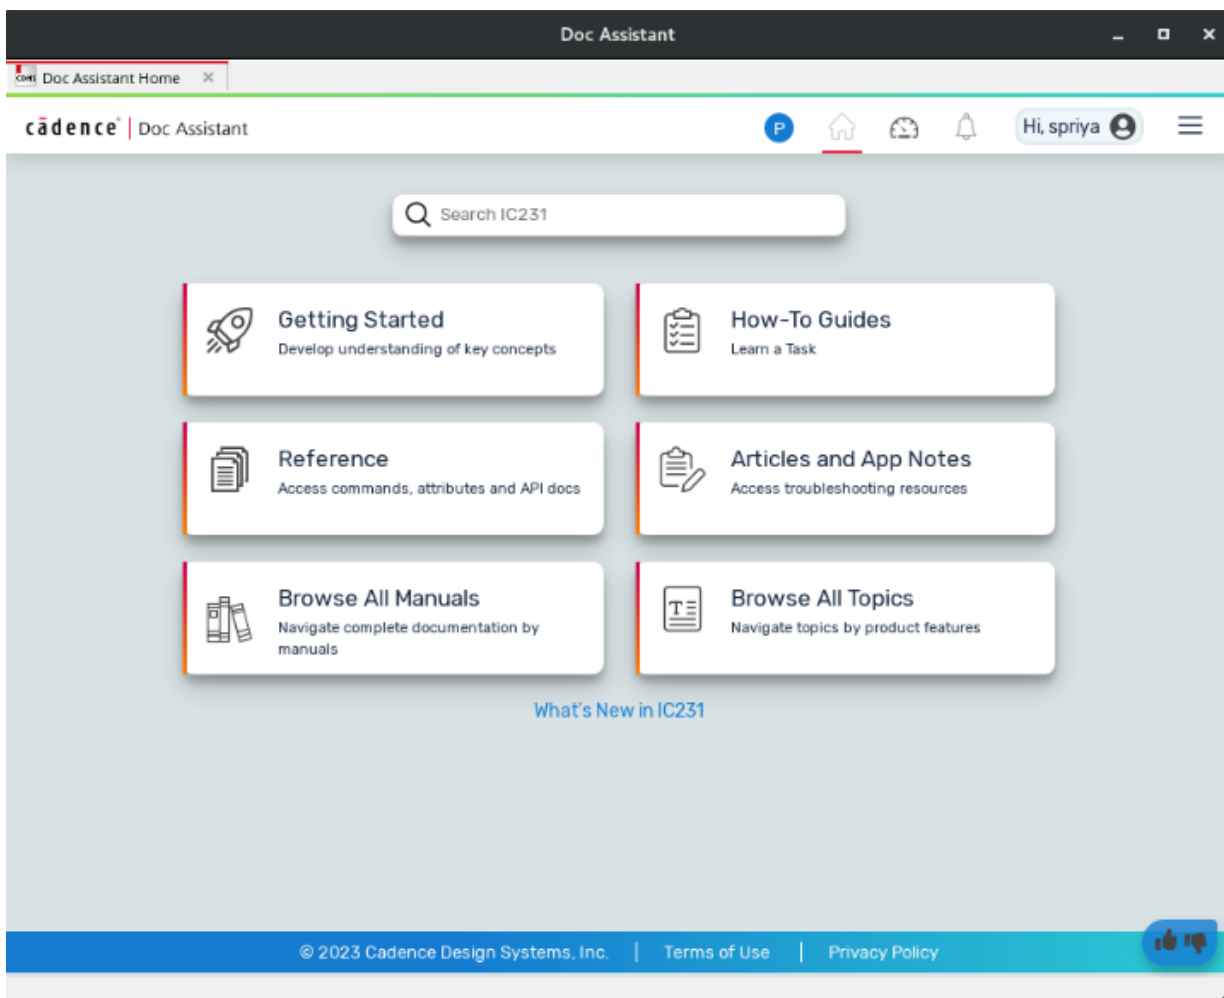 Doc Assistant
Doc Assistant Home
cādence® | Doc Assistant
P
Hi, spriya
Search IC231
Getting Started
Develop understanding of key concepts
How-To Guides
Learn a Task
Reference
Access commands, attributes and API docs
Articles and App Notes
Access troubleshooting resources
Browse All Manuals
Navigate complete documentation by
manuals
Browse All Topics
Navigate topics by product features
What's New in IC231
© 2023 Cadence Design Systems, Inc. | Terms of Use | Privacy Policy